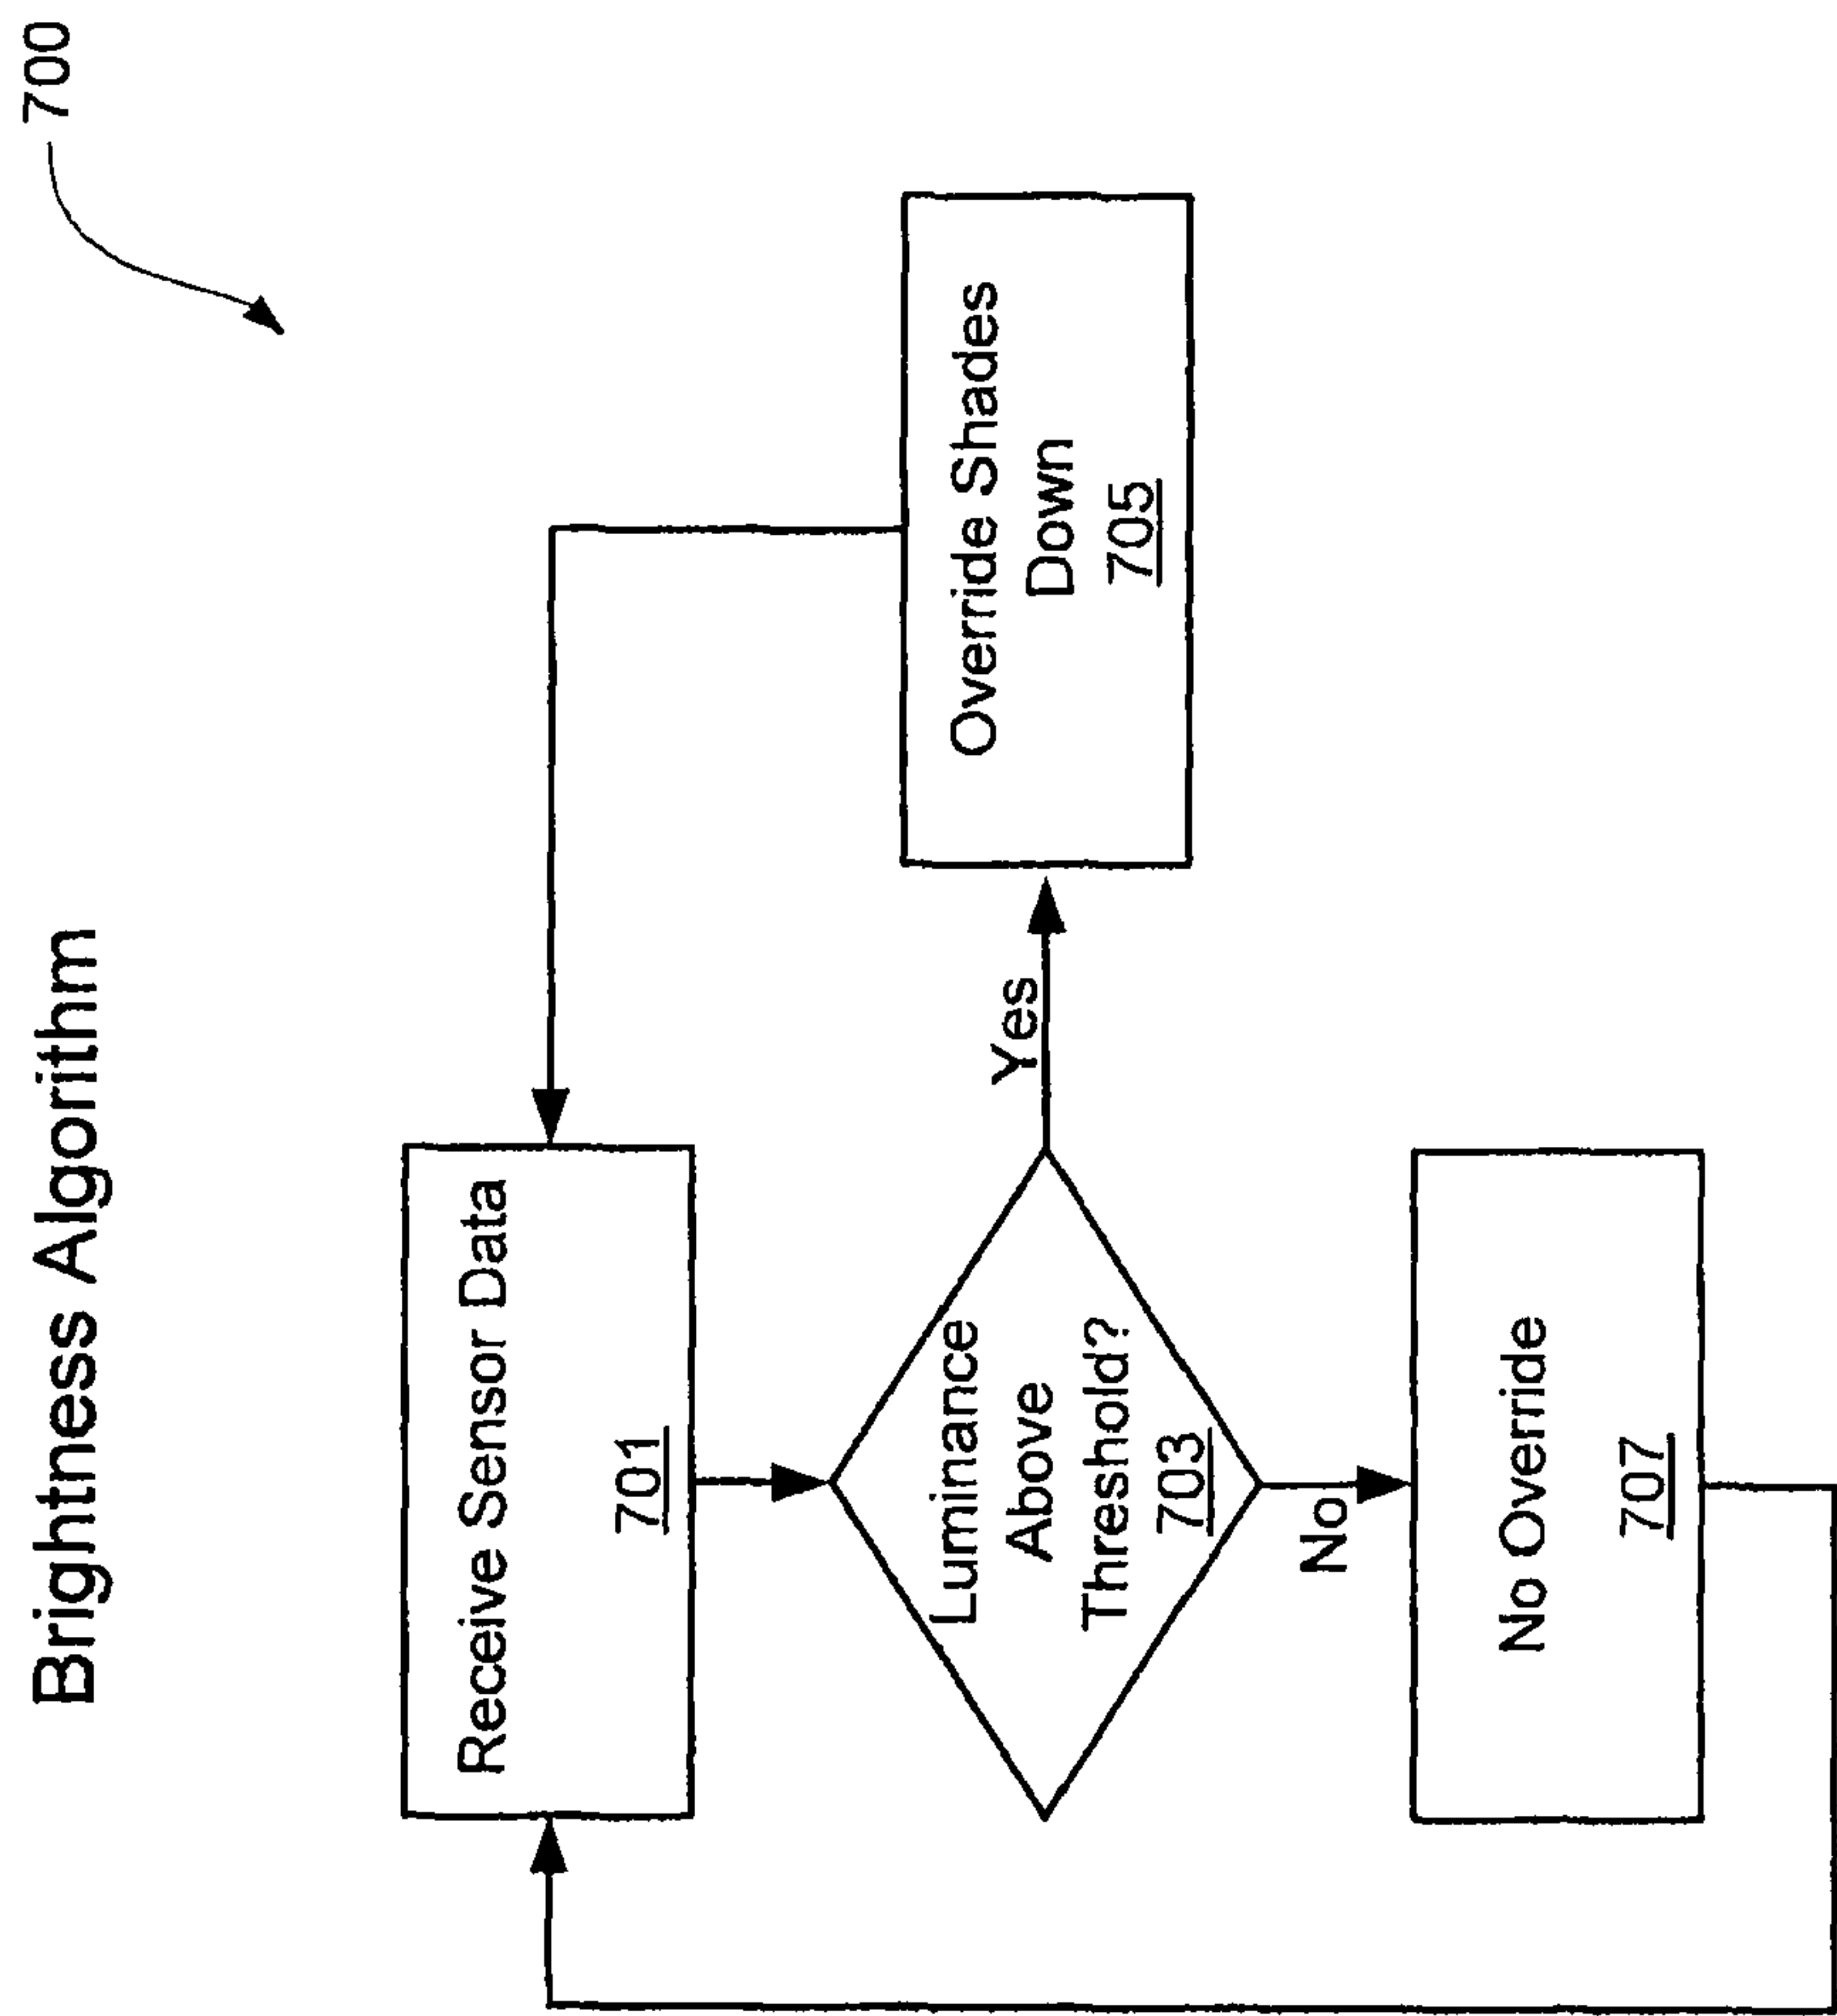 Brightness Algorithm
700
Receive Sensor Data
701
Luminance
Above
Threshold?
703
Yes
Override Shades
Down
705
No
No Override
707